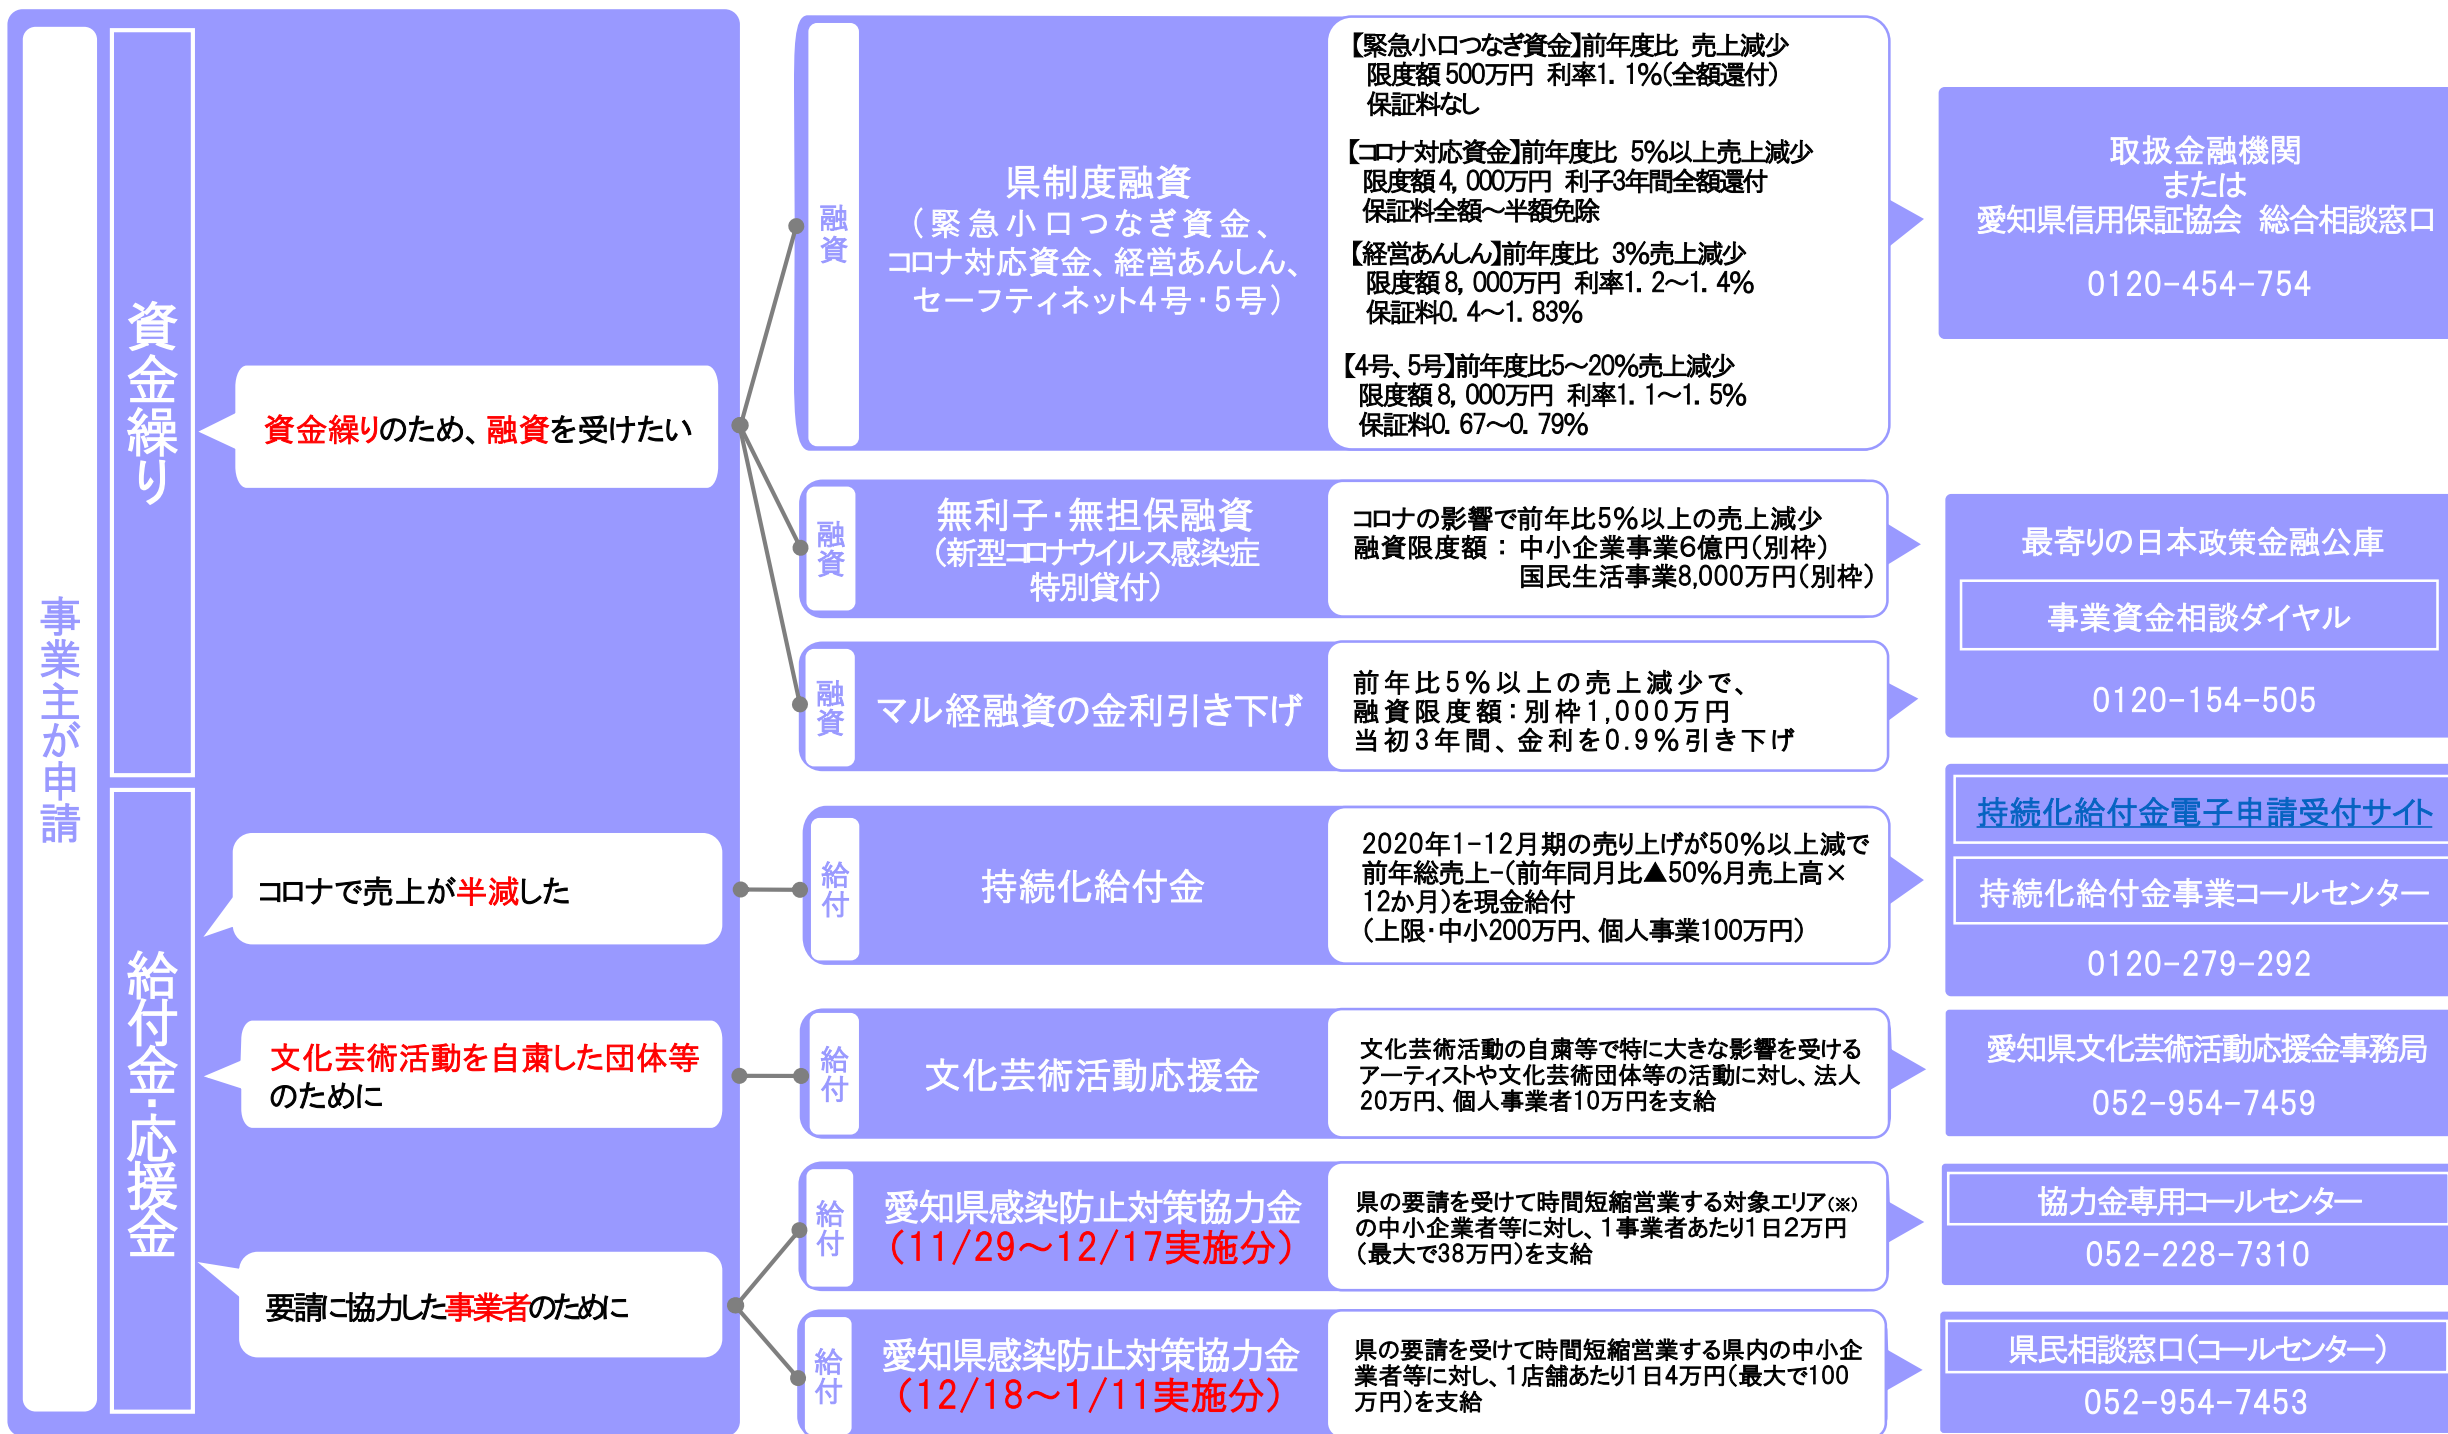 事業主が申請
資金繰り
資金繰りのため、融資を受けたい
融資
県制度融資
（緊急小口つなぎ資金、
コロナ対応資金、経営あんしん、
セーフティネット4号・5号）
【緊急小口つなぎ資金】前年度比 売上減少
限度額500万円 利率1．1％（全額還付）
保証料なし
【コロナ対応資金】前年度比 5％以上売上減少
限度額4，000万円 利子3年間全額還付
保証料全額～半額免除
【経営あんしん】前年度比 3％売上減少
限度額8，000万円 利率1．2～1．4％
保証料0．4～1．83％
【4号、5号】前年度比5～20％売上減少
限度額8，000万円 利率1．1～1．5％
保証料0．67～0．79％
取扱金融機関
または
愛知県信用保証協会 総合相談窓口
0120-454-754
融資
無利子・無担保融資
（新型コロナウイルス感染症
特別貸付）
コロナの影響で前年比5％以上の売上減少
融資限度額：中小企業事業6億円（別枠）
国民生活事業8,000万円（別枠）
最寄りの日本政策金融公庫
事業資金相談ダイヤル
0120-154-505
融資
マル経融資の金利引き下げ
前年比5％以上の売上減少で、
融資限度額：別枠1,000万円
当初3年間、金利を0.9％引き下げ
給付金・応援金
コロナで売上が半減した
給付
持続化給付金
2020年1-12月期の売り上げが50％以上減で
前年総売上-（前年同月比▲50％月売上高×
12か月）を現金給付
（上限・中小200万円、個人事業100万円）
持続化給付金電子申請受付サイト
持続化給付金事業コールセンター
0120-279-292
文化芸術活動を自粛した団体等
のために
給付
文化芸術活動応援金
文化芸術活動の自粛等で特に大きな影響を受ける
アーティストや文化芸術団体等の活動に対し、法人
20万円、個人事業者10万円を支給
愛知県文化芸術活動応援金事務局
052-954-7459
要請に協力した事業者のために
給付
愛知県感染防止対策協力金
（11/29～12/17実施分）
県の要請を受けて時間短縮営業する対象エリア（※）
の中小企業者等に対し、1事業者あたり1日2万円
（最大で38万円）を支給
協力金専用コールセンター
052-228-7310
給付
愛知県感染防止対策協力金
（12/18～1/11実施分）
県の要請を受けて時間短縮営業する県内の中小企
業者等に対し、1店舗あたり1日4万円（最大で100
万円）を支給
県民相談窓口（コールセンター）
052-954-7453